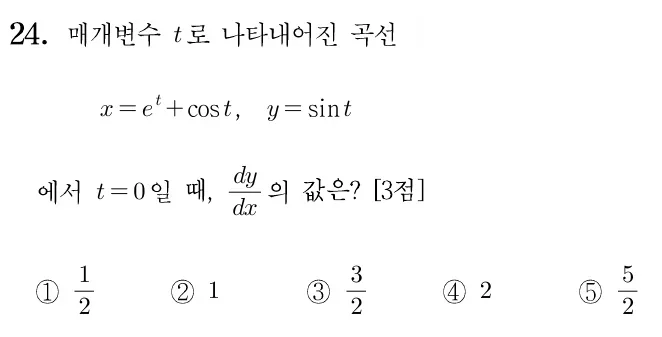 24. 매개변수 t로 나타내어진 곡선
x=e^t+cost, y=sint
에서 t=0일 때, dy/dx의 값은? [3점]
① 1/2 ② 1 ③ 3/2 ④ 2 ⑤ 5/2